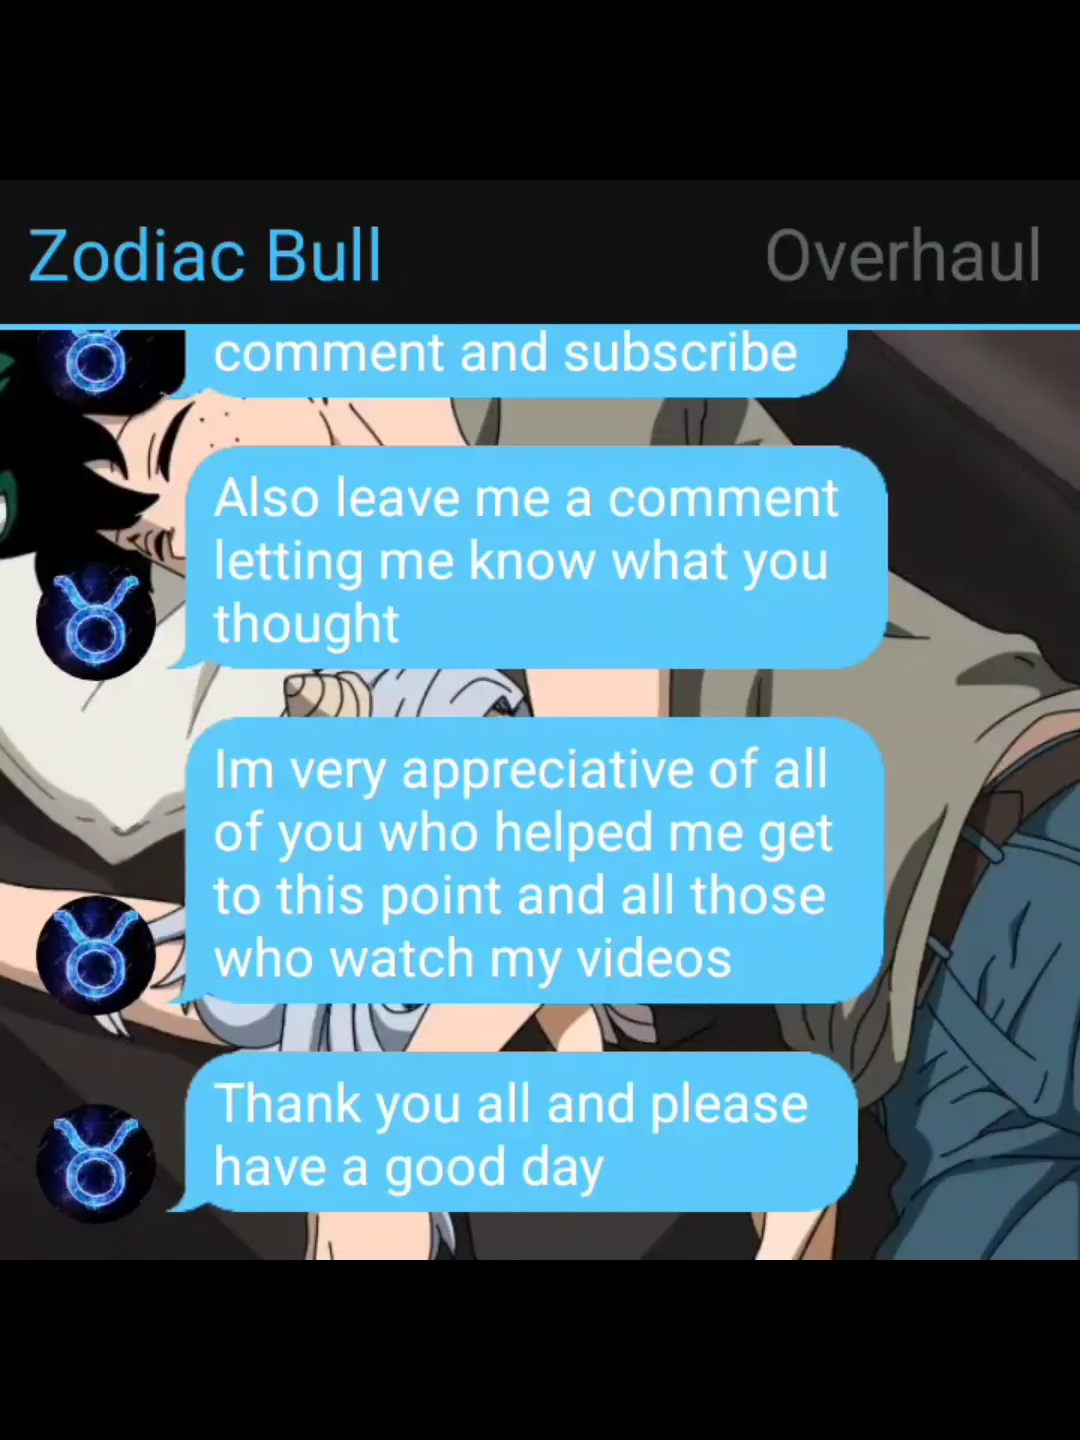 Zodiac Bull
Overhaul
comment and subscribe
Also leave me a comment
letting me know what you
thought
Im very appreciative of all
of you who helped me get
to this point and all those
who watch my videos
Thank you all and please
have a good day